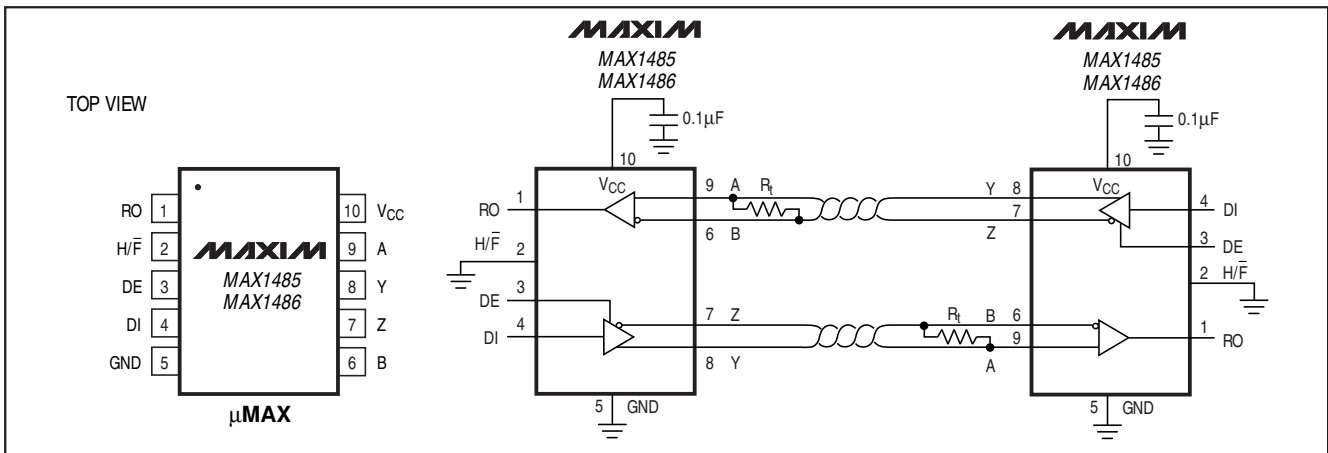 TOP VIEW
RO 1
H/F̅ 2
DE 3
DI 4
GND 5
10 VCC
9 A
8 Y
7 Z
6 B
MAXIM
MAX1485
MAX1486
μMAX
MAXIM
MAX1485
MAX1486
0.1μF
10
VCC
RO 1
H/F̅ 2
DE 3
DI 4
9 A Rt
6 B
7 Z
8 Y
5 GND
MAXIM
MAX1485
MAX1486
0.1μF
10
VCC
Y 8
Z 7
4 DI
3 DE
2 H/F̅
Rt B 6
A 9
1 RO
5 GND